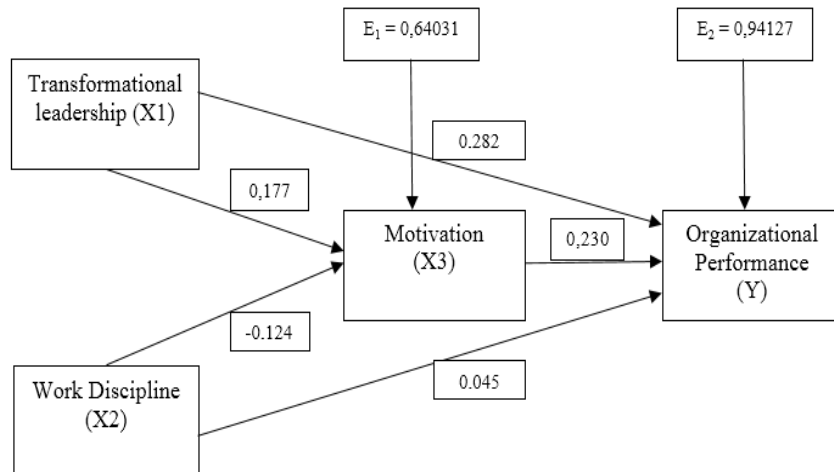 E₁ = 0,64031
E₂ = 0,94127
Transformational
leadership (X1)
0.282
0,177
Motivation
(X3)
0,230
Organizational
Performance
(Y)
-0.124
Work Discipline
(X2)
0.045